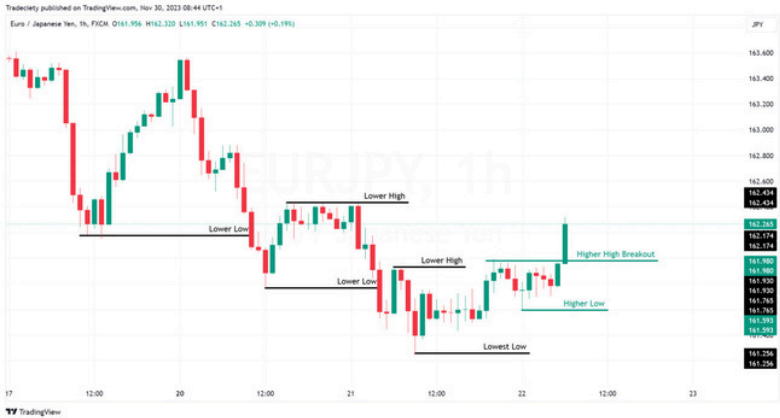 Tradeciety published on TradingView.com, Nov 30, 2023 08:44 UTC+1
Euro / Japanese Yen, 1h, FXCM O161.956 H162.320 L161.951 C162.265 +0.309 (+0.19%)
JPY
163.600
163.400
163.200
163.000
162.800
162.600
EURJPY, 1h
Lower High
162.434
162.434
162.265
Lower Low
162.174
162.174
Higher High Breakout
Lower High
161.980
161.980
161.930
161.930
Lower Low
161.765
161.765
Higher Low
161.593
161.593
161.400
Lowest Low
161.256
161.256
17
12:00
20
12:00
21
12:00
22
12:00
23
TradingView